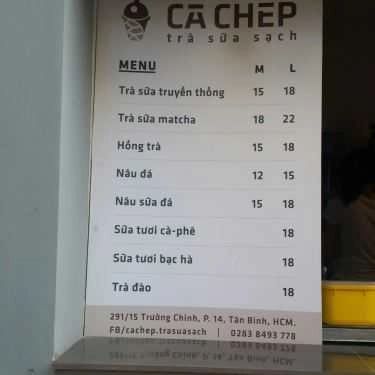 CÁ CHÉP
trà sữa sạch
MENU M L
Trà sữa truyền thống 15 18
Trà sữa matcha 18 22
Hồng trà 15 18
Nâu đá 12 15
Nâu sữa đá 15 18
Sữa tươi cà-phê 18
Sữa tươi bạc hà 18
Trà đào 18
291/15 Trường Chinh, P. 14, Tân Bình, HCM.
FB/cachep.trasuasach | 0283 8493 778